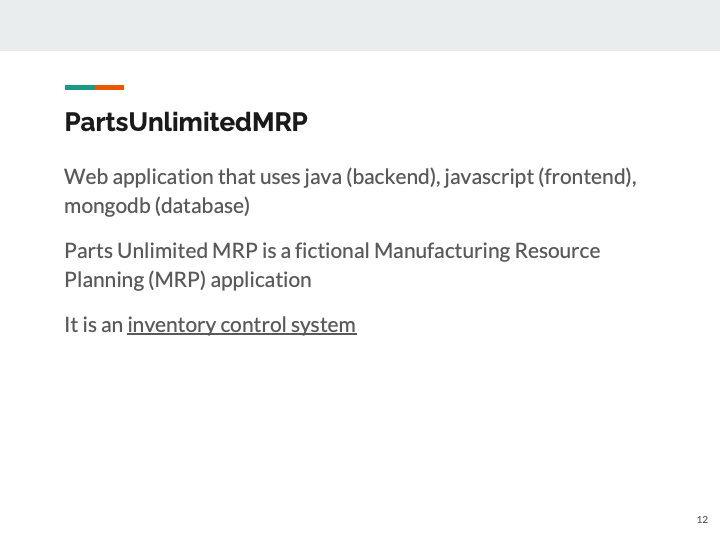 PartsUnlimitedMRP
Web application that uses java (backend), javascript (frontend),
mongodb (database)
Parts Unlimited MRP is a fictional Manufacturing Resource
Planning (MRP) application
It is an inventory control system
12